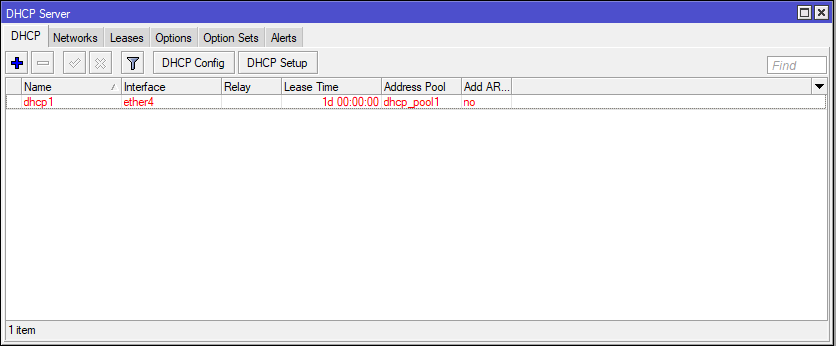 DHCP Server
DHCP Networks Leases Options Option Sets Alerts
DHCP Config DHCP Setup Find
Name Interface Relay Lease Time Address Pool Add AR...
dhcp1 ether4 1d 00:00:00 dhcp_pool1 no
1 item